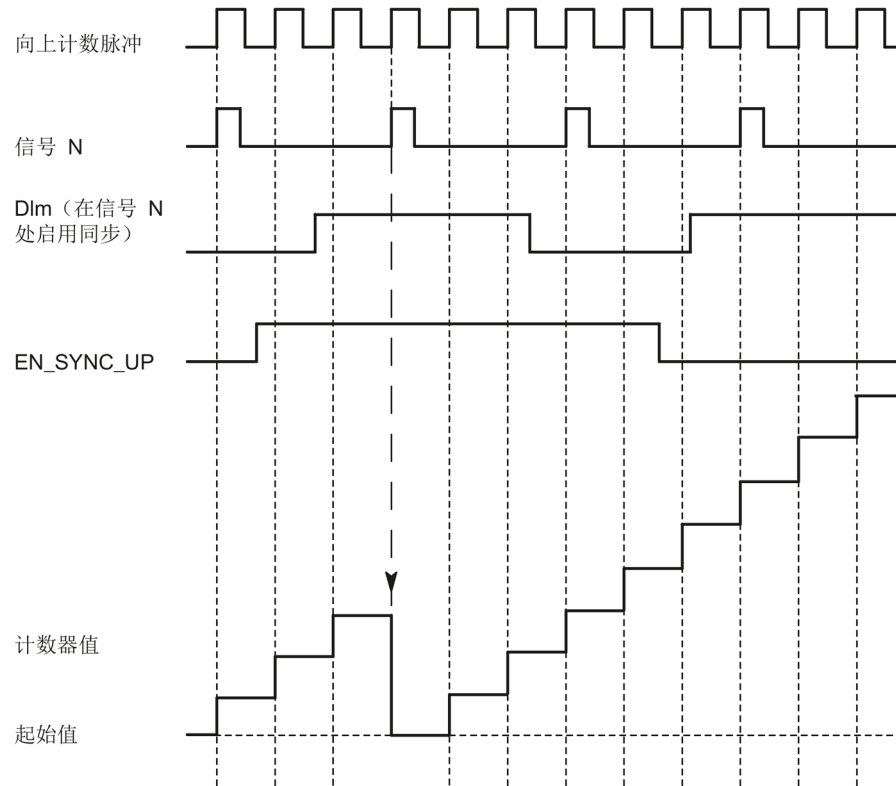 向上计数脉冲
信号 N
DIm（在信号 N
处启用同步）
EN_SYNC_UP
计数器值
起始值